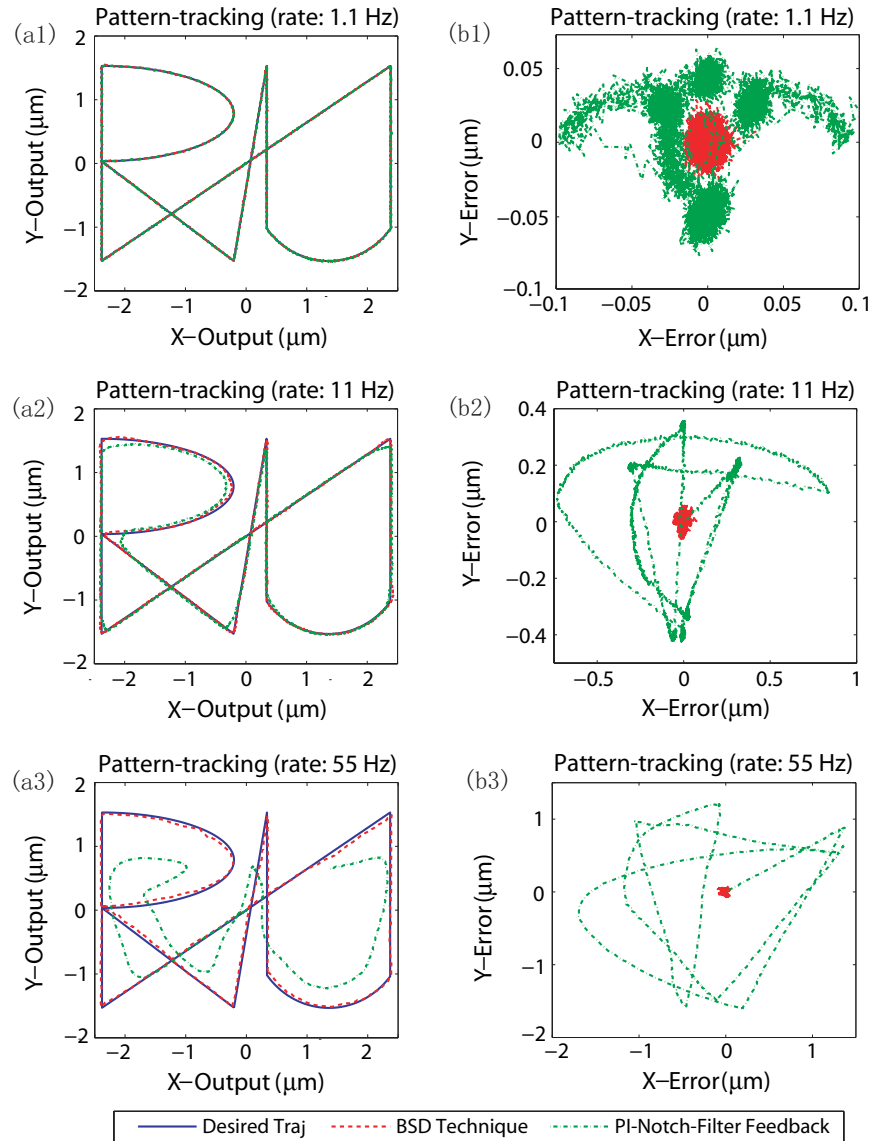 (a1)
Pattern-tracking (rate: 1.1 Hz)
2
1
0
−1
−2
Y−Output (μm)
−2
−1
0
1
2
X−Output (μm)
(b1)
Pattern-tracking (rate: 1.1 Hz)
0.05
0
−0.05
−0.1
Y−Error (μm)
−0.1
−0.05
0
0.05
0.1
X−Error (μm)
(a2)
Pattern-tracking (rate: 11 Hz)
2
1
0
−1
−2
Y−Output (μm)
−2
−1
0
1
2
X−Output (μm)
(b2)
Pattern-tracking (rate: 11 Hz)
0.4
0.2
0
−0.2
−0.4
Y−Error (μm)
−0.5
0
0.5
1
X−Error (μm)
(a3)
Pattern-tracking (rate: 55 Hz)
2
1
0
−1
−2
Y−Output (μm)
−2
−1
0
1
2
X−Output (μm)
(b3)
Pattern-tracking (rate: 55 Hz)
1
0
−1
−2
Y−Error (μm)
−1
0
1
X−Error (μm)
Desired Traj
BSD Technique
PI-Notch-Filter Feedback